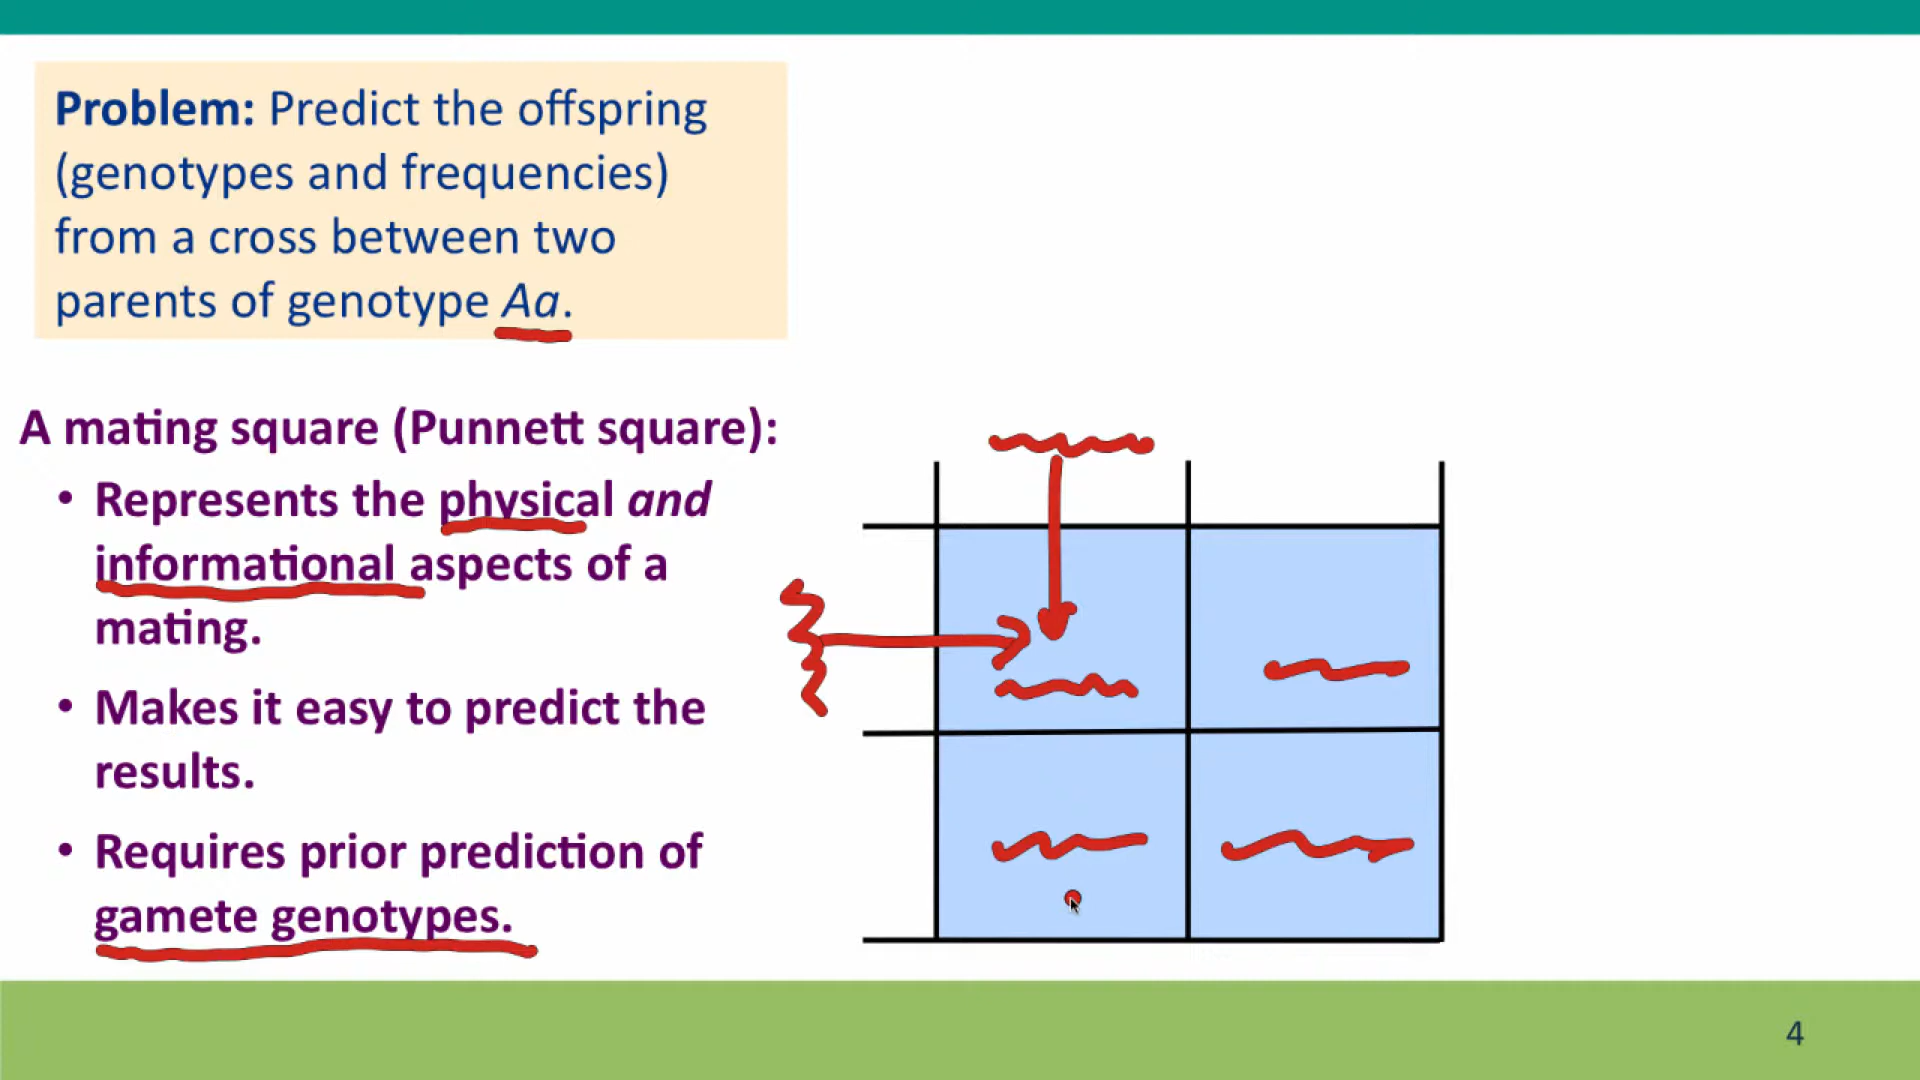 Problem: Predict the offspring
(genotypes and frequencies)
from a cross between two
parents of genotype Aa.
A mating square (Punnett square):
• Represents the physical and
informational aspects of a
mating.
• Makes it easy to predict the
results.
• Requires prior prediction of
gamete genotypes.
4